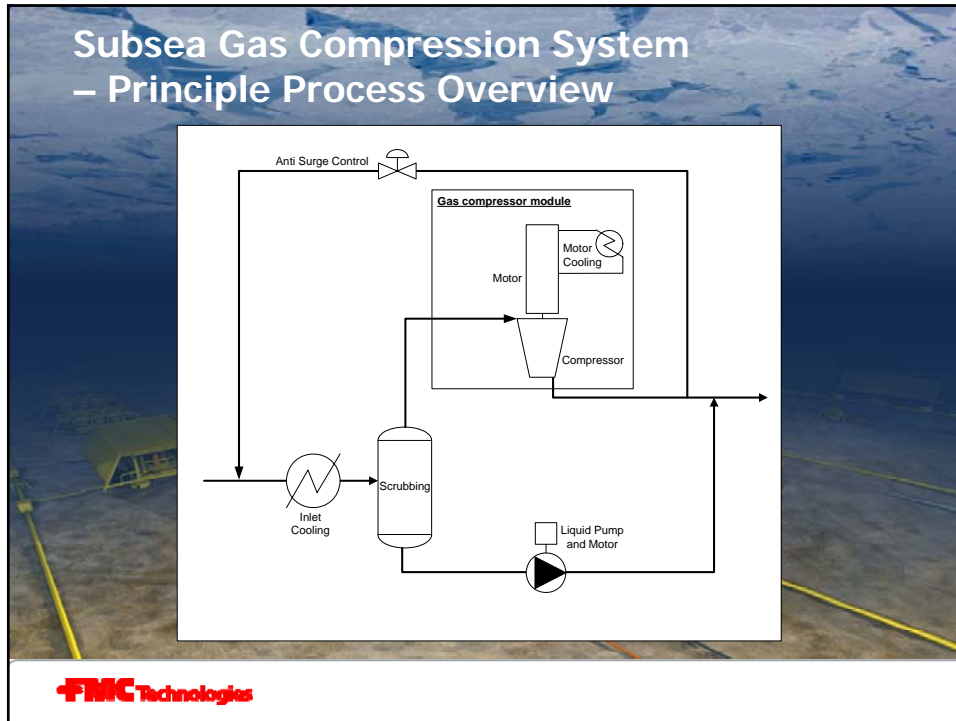 Subsea Gas Compression System
– Principle Process Overview
Anti Surge Control
Gas compressor module
Motor
Cooling
Motor
Compressor
Scrubbing
Inlet
Cooling
Liquid Pump
and Motor
FMC Technologies